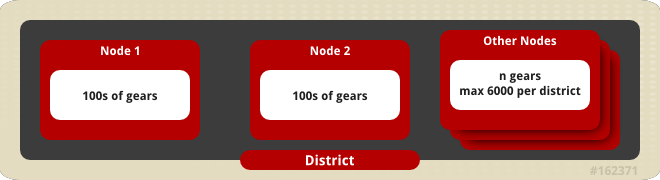 Node 1
100s of gears
Node 2
100s of gears
Other Nodes
n gears
max 6000 per district
District
#162371